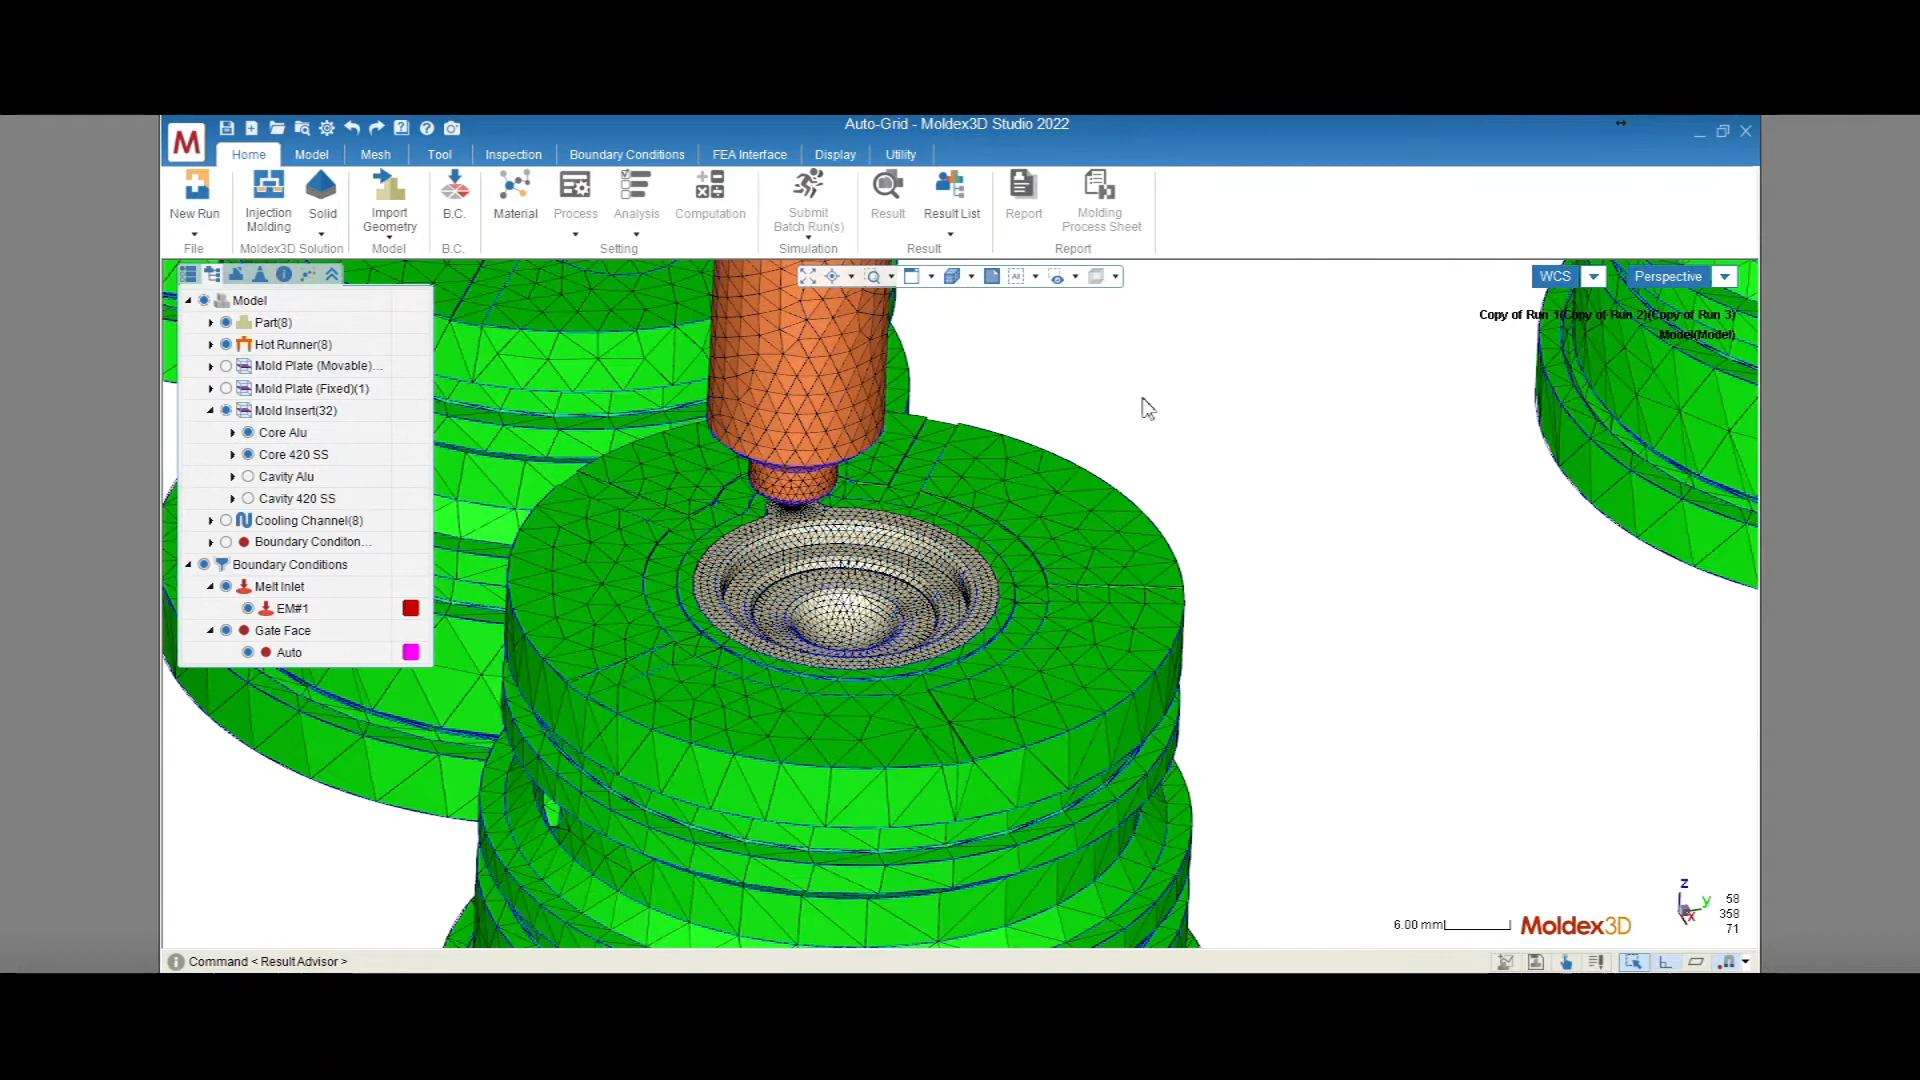 M
Auto-Grid - Moldex3D Studio 2022
Home Model Mesh Tool Inspection Boundary Conditions FEA Interface Display Utility
New Run
Injection Molding
Solid
Import Geometry
B.C.
Material
Process
Analysis
Computation
Submit Batch Run(s)
Result
Result List
Report
Molding Process Sheet
File Moldex3D Solution Model B.C. Setting Simulation Result Report
WCS Perspective
Copy of Run 1(Copy of Run 2)(Copy of Run 3)
Model(Model)
Model
Part(8)
Hot Runner(8)
Mold Plate (Movable)...
Mold Plate (Fixed)(1)
Mold Insert(32)
Core Alu
Core 420 SS
Cavity Alu
Cavity 420 SS
Cooling Channel(8)
Boundary Conditon...
Boundary Conditions
Melt Inlet
EM#1
Gate Face
Auto
z
y
x
58
358
71
6.00 mm
Moldex3D
Command < ResultAdvisor >